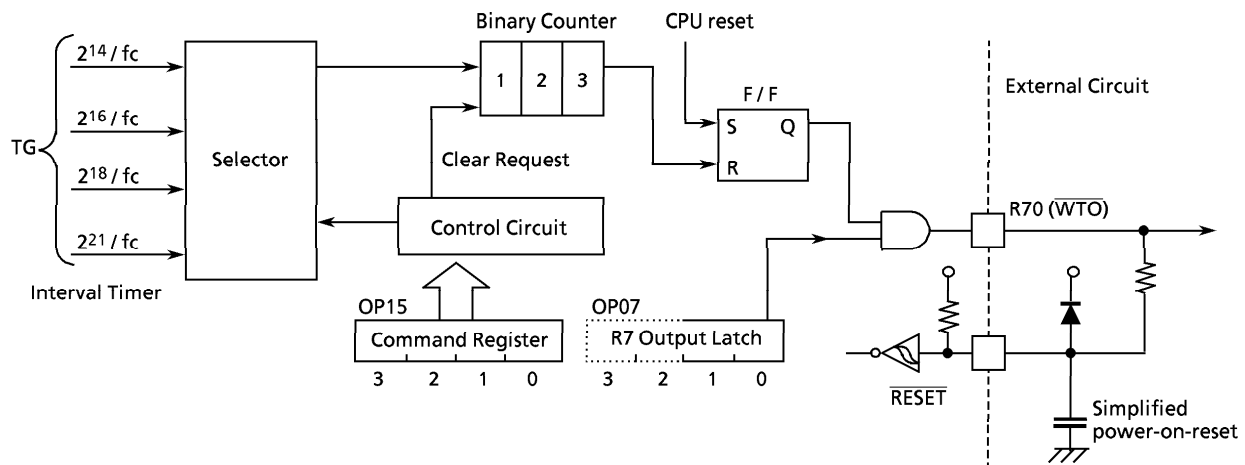 Binary Counter
CPU reset
2¹⁴ / fc
External Circuit
1 2 3
F / F
2¹⁶ / fc
S Q
TG
Selector
Clear Request
R
2¹⁸ / fc
R70 (W̅T̅O̅)
Control Circuit
2²¹ / fc
Interval Timer
OP15
OP07
Command Register
R7 Output Latch
3 2 1 0
3 2 1 0
R̅E̅S̅E̅T̅
Simplified
power-on-reset